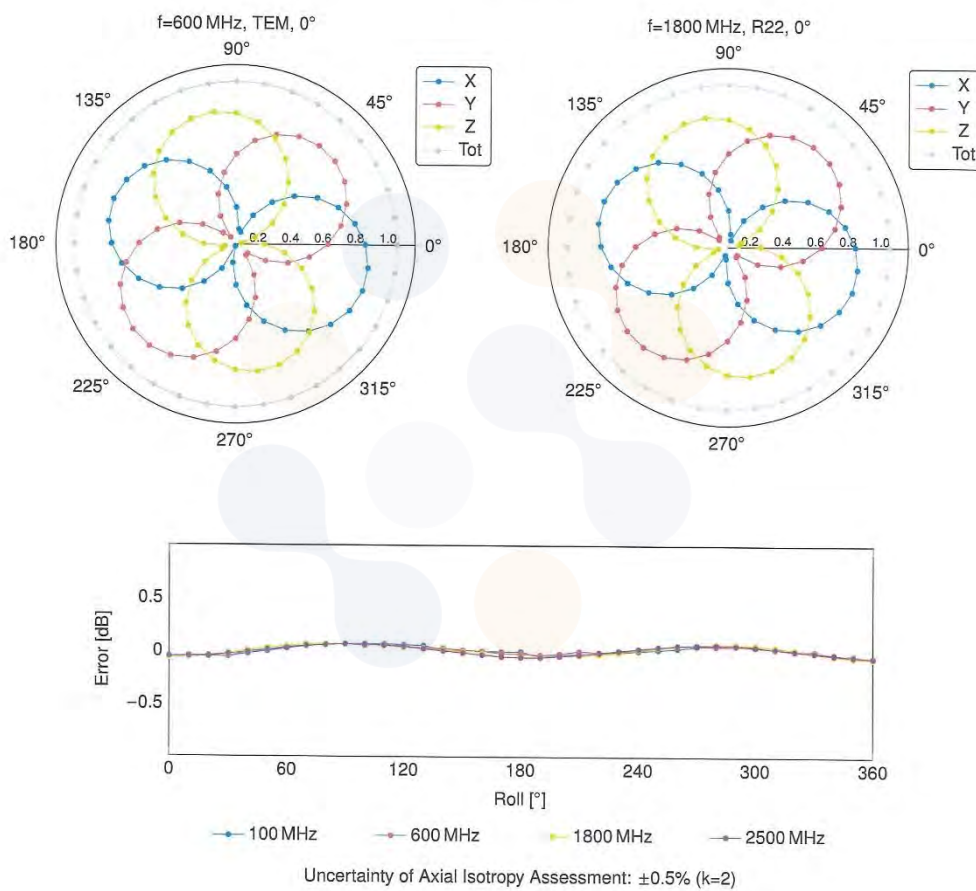 f=600 MHz, TEM, 0°
90°
135°
45°
X
Y
Z
Tot
180°
0.2 0.4 0.6 0.8 1.0
0°
225°
315°
270°
f=1800 MHz, R22, 0°
90°
135°
45°
X
Y
Z
Tot
180°
0.2 0.4 0.6 0.8 1.0
0°
225°
315°
270°
Error [dB]
0.5
0
−0.5
0 60 120 180 240 300 360
Roll [°]
100 MHz 600 MHz 1800 MHz 2500 MHz
Uncertainty of Axial Isotropy Assessment: ±0.5% (k=2)